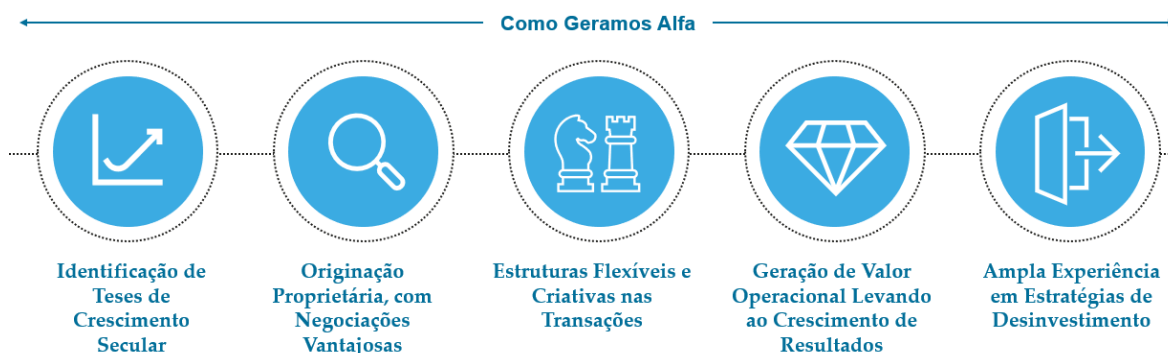 Como Geramos Alfa
Identificação de
Teses de
Crescimento
Secular
Originação
Proprietária, com
Negociações
Vantajosas
Estruturas Flexíveis e
Criativas nas
Transações
Geração de Valor
Operacional Levando
ao Crescimento de
Resultados
Ampla Experiência
em Estratégias de
Desinvestimento